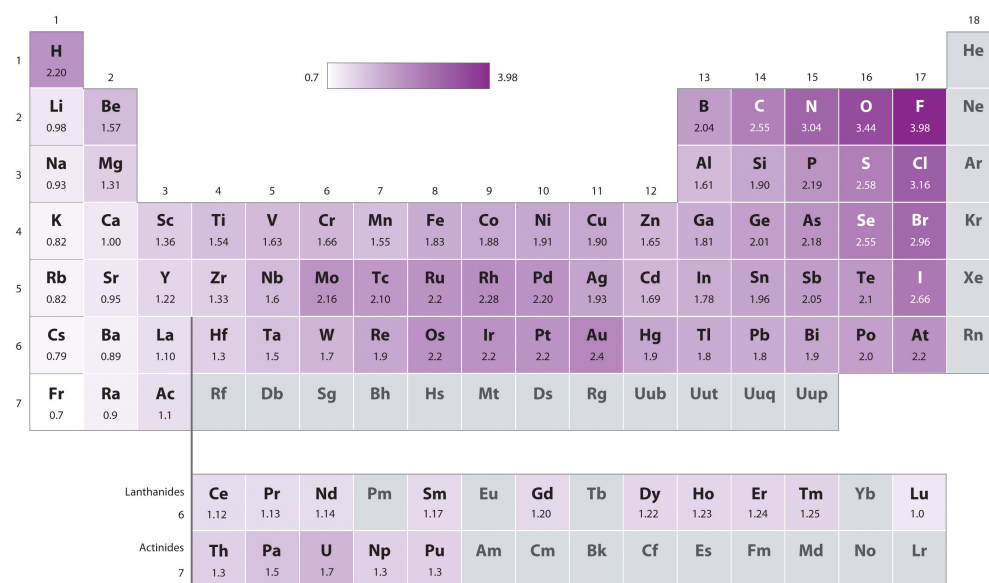 1 18
1 H He
2.20
2 0.7 3.98 13 14 15 16 17
2 Li Be B C N O F Ne
0.98 1.57 2.04 2.55 3.04 3.44 3.98
3 Na Mg Al Si P S Cl Ar
0.93 1.31 1.61 1.90 2.19 2.58 3.16
3 4 5 6 7 8 9 10 11 12
4 K Ca Sc Ti V Cr Mn Fe Co Ni Cu Zn Ga Ge As Se Br Kr
0.82 1.00 1.36 1.54 1.63 1.66 1.55 1.83 1.88 1.91 1.90 1.65 1.81 2.01 2.18 2.55 2.96
5 Rb Sr Y Zr Nb Mo Tc Ru Rh Pd Ag Cd In Sn Sb Te I Xe
0.82 0.95 1.22 1.33 1.6 2.16 2.10 2.2 2.28 2.20 1.93 1.69 1.78 1.96 2.05 2.1 2.66
6 Cs Ba La Hf Ta W Re Os Ir Pt Au Hg Tl Pb Bi Po At Rn
0.79 0.89 1.10 1.3 1.5 1.7 1.9 2.2 2.2 2.2 2.4 1.9 1.8 1.8 1.9 2.0 2.2
7 Fr Ra Ac Rf Db Sg Bh Hs Mt Ds Rg Uub Uut Uuq Uup
0.7 0.9 1.1
Lanthanides Ce Pr Nd Pm Sm Eu Gd Tb Dy Ho Er Tm Yb Lu
6 1.12 1.13 1.14 1.17 1.20 1.22 1.23 1.24 1.25 1.0
Actinides Th Pa U Np Pu Am Cm Bk Cf Es Fm Md No Lr
7 1.3 1.5 1.7 1.3 1.3